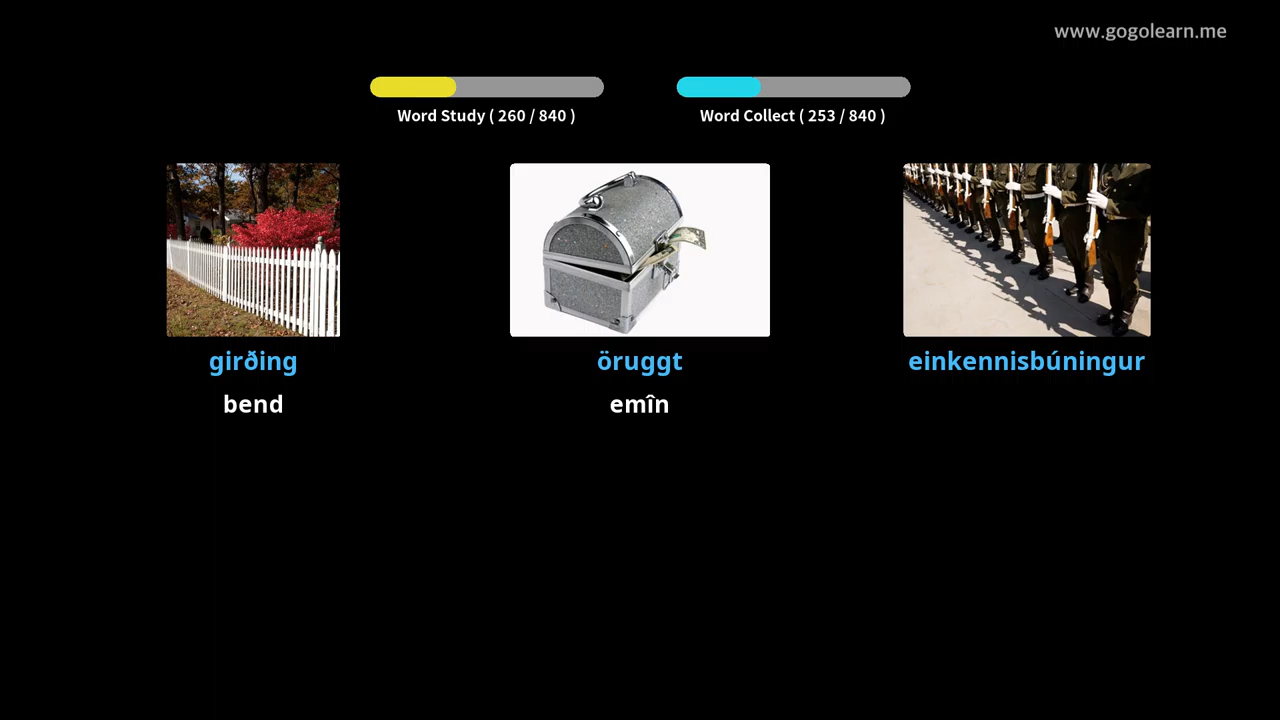 www.gogolearn.me
Word Study ( 260 / 840 )
Word Collect ( 253 / 840 )
girðing
öruggt
einkennisbúningur
bend
emîn